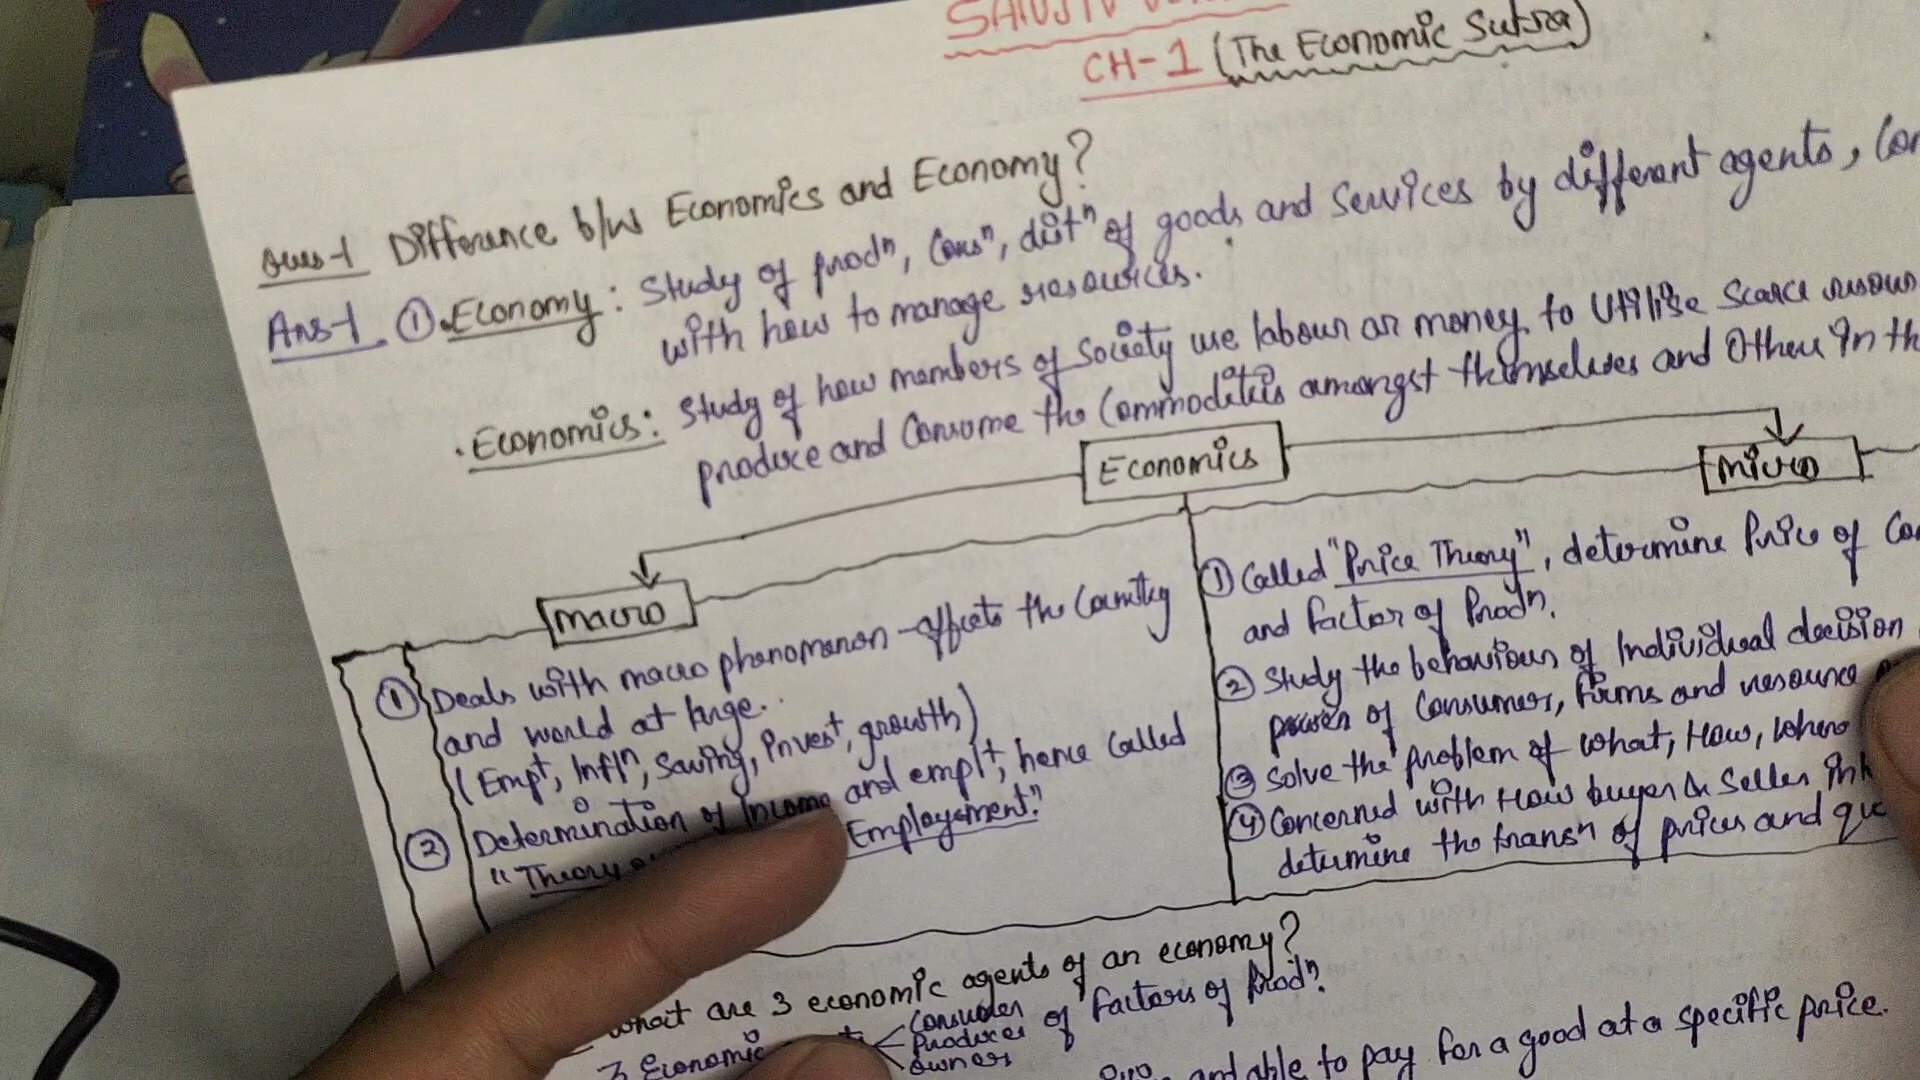 CH-1 (The Economic Sutra)
Ques-1 Difference b/w Economics and Economy?
Ans-1 ① Economy: Study of prodⁿ, Consⁿ, distⁿ of goods and Services by different agents,
with how to manage resources.
. Economics: Study of how members of Society use labour or money to Utilise Scarce
produce and Consume the Commodities amongst themselves and Others in
Economics
Micro
Macro
① Deals with macro phenomenon affects the Country
and world at large.
(Empᵗ, Inflⁿ, Saving, Invesᵗ, growth)
② Determination of Income and emplᵗ, hence called
"Theory Employement".
① Called "Price Theory", determine Price of
and factor of Prodⁿ.
② Study the behaviour of Individual decision
power of Consumer, firms and resource
③ Solve the problem of What, How, Where
④ Concerned with How buyer & Seller
determine the transⁿ of prices and
are 3 economic agents of an economy?
3 Economic
Consumer
Producer
owners
of factors of Prodⁿ.
and able to pay for a good at a specific price.